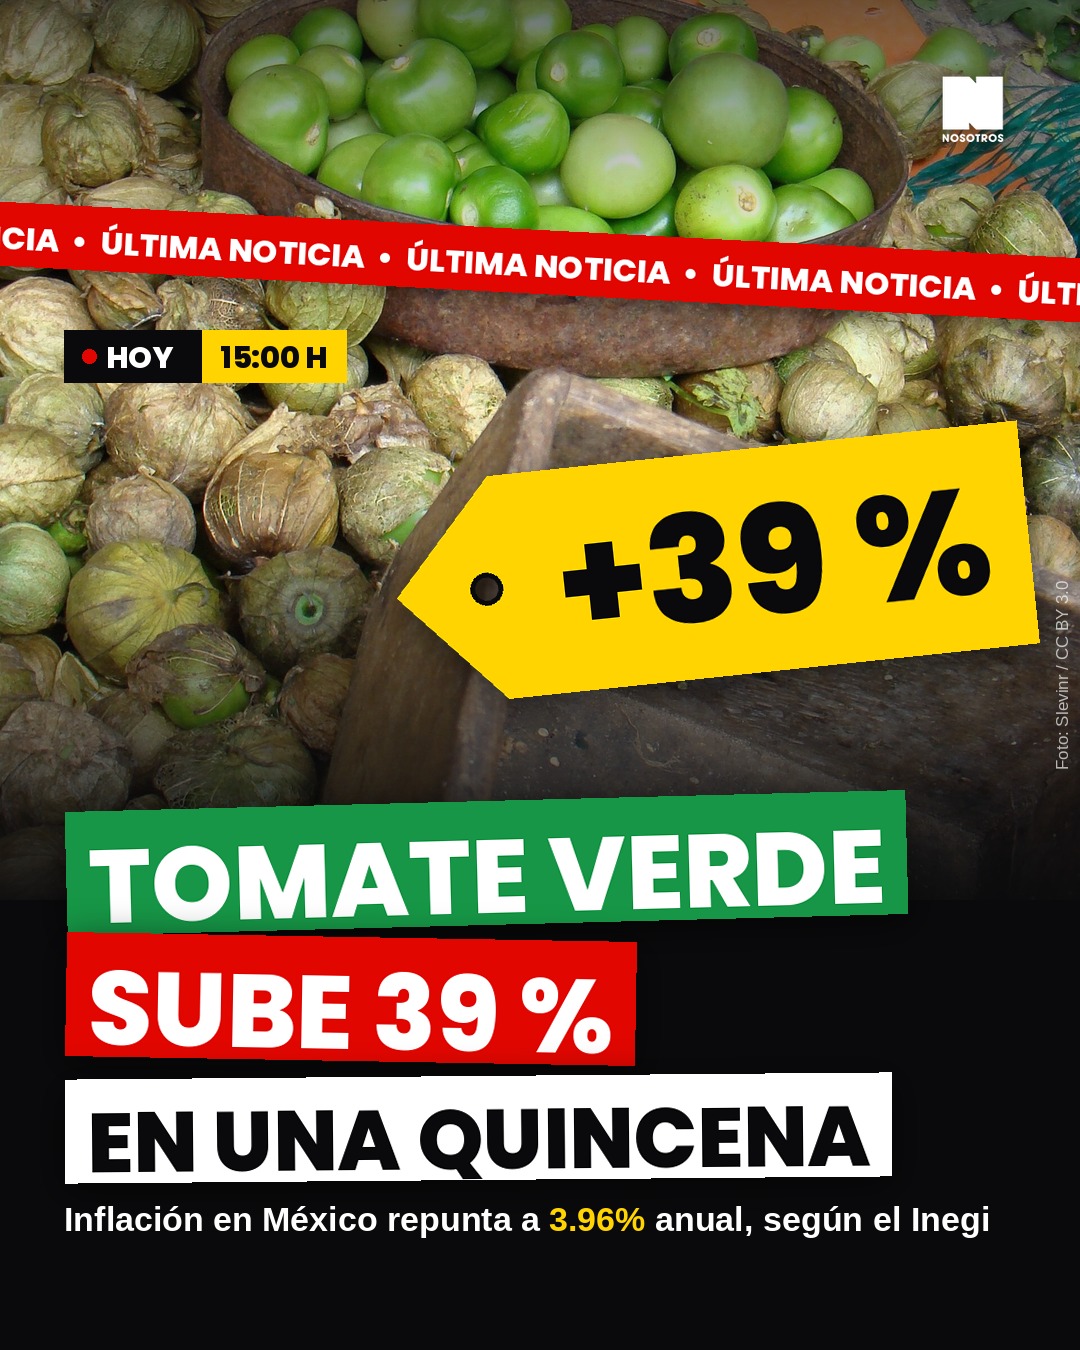 NOSOTROS
CIA • ÚLTIMA NOTICIA • ÚLTIMA NOTICIA • ÚLTIMA NOTICIA • ÚLTI
HOY 15:00 H
+39 %
Foto: Slevinr / CC BY 3.0
TOMATE VERDE
SUBE 39 %
EN UNA QUINCENA
Inflación en México repunta a 3.96% anual, según el Inegi